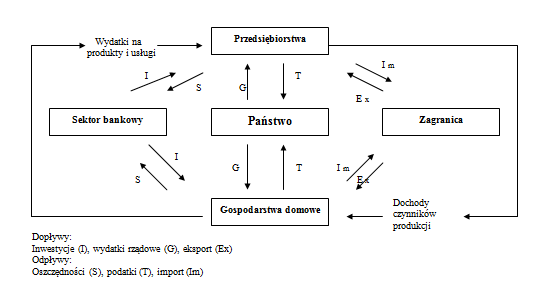 Wydatki na
produkty i usługi
Przedsiębiorstwa
I
S
G
T
I m
E x
Sektor bankowy
Państwo
Zagranica
I
S
G
T
I m
Ex
Gospodarstwa domowe
Dochody
czynników
produkcji
Dopływy:
Inwestycje (I), wydatki rządowe (G), eksport (Ex)
Odpływy:
Oszczędności (S), podatki (T), import (Im)